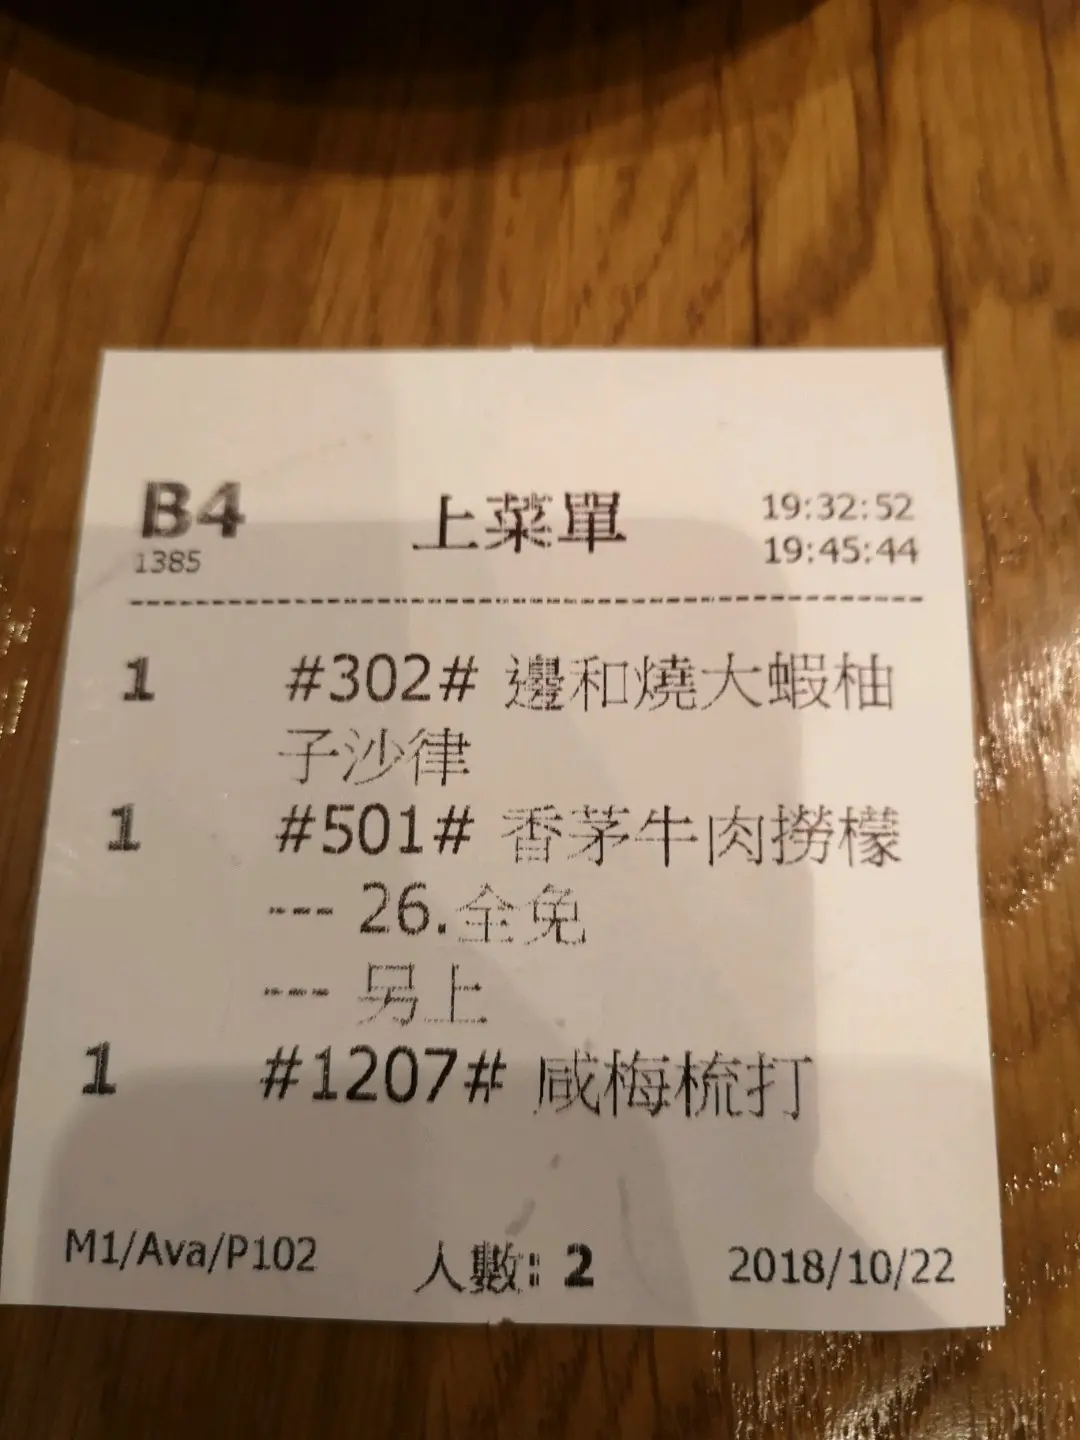 B4 上菜單 19:32:52
1385 19:45:44
1 #302# 邊和燒大蝦柚
子沙律
1 #501# 香茅牛肉撈檬
--- 26.全免
--- 另上
1 #1207# 咸梅梳打
M1/Ava/P102 人數: 2 2018/10/22